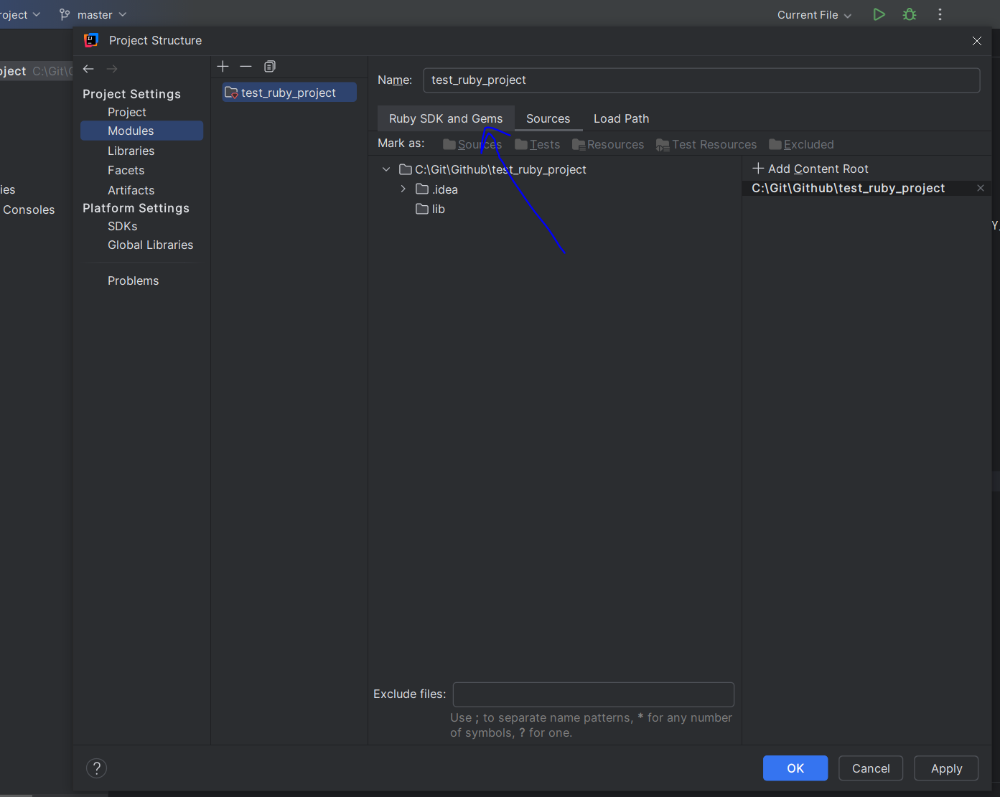 roject master Current File
Project Structure
oject C:\Git\G
Project Settings
Project
Modules
Libraries
Facets
Artifacts
Platform Settings
SDKs
Global Libraries
Problems
ies
Consoles
test_ruby_project
Name: test_ruby_project
Ruby SDK and Gems Sources Load Path
Mark as: Sources Tests Resources Test Resources Excluded
C:\Git\Github\test_ruby_project
.idea
lib
Add Content Root
C:\Git\Github\test_ruby_project
Y.
Exclude files:
Use ; to separate name patterns, * for any number
of symbols, ? for one.
? OK Cancel Apply